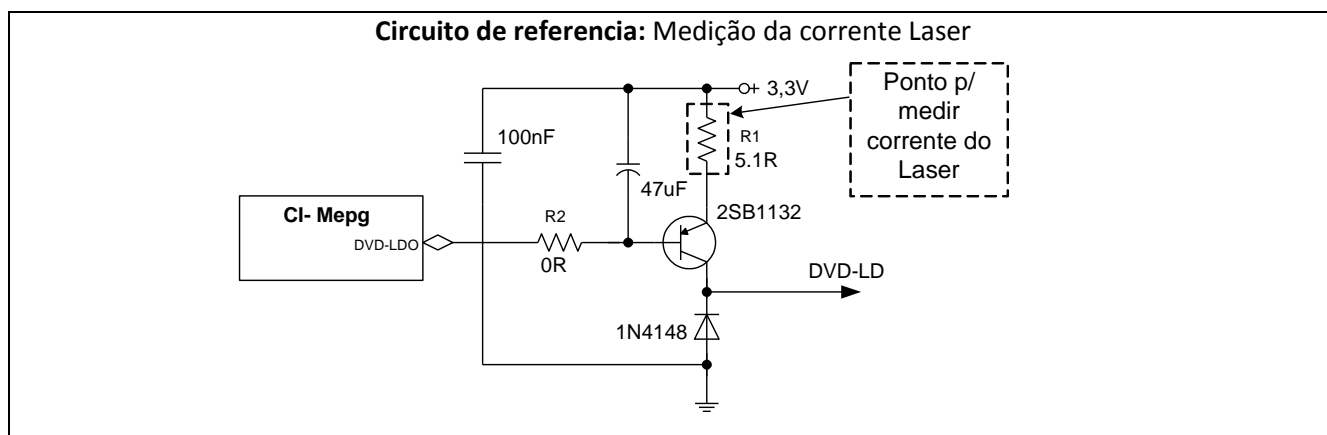 Circuito de referencia: Medição da corrente Laser
+ 3,3V
Ponto p/
medir
corrente do
Laser
100nF
R1
5.1R
47uF
2SB1132
CI- Mepg
DVD-LDO
R2
0R
DVD-LD
1N4148